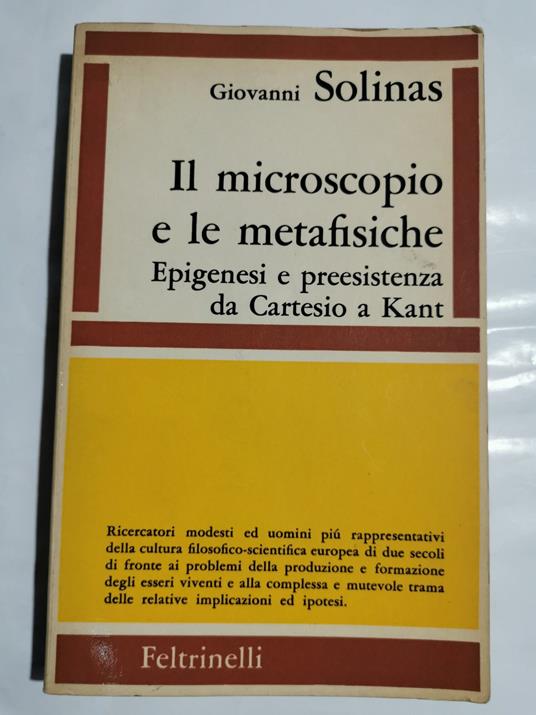 Giovanni Solinas
Il microscopio
e le metafisiche
Epigenesi e preesistenza
da Cartesio a Kant
Ricercatori modesti ed uomini piú rappresentativi
della cultura filosofico-scientifica europea di due secoli
di fronte ai problemi della produzione e formazione
degli esseri viventi e alla complessa e mutevole trama
delle relative implicazioni ed ipotesi.
Feltrinelli